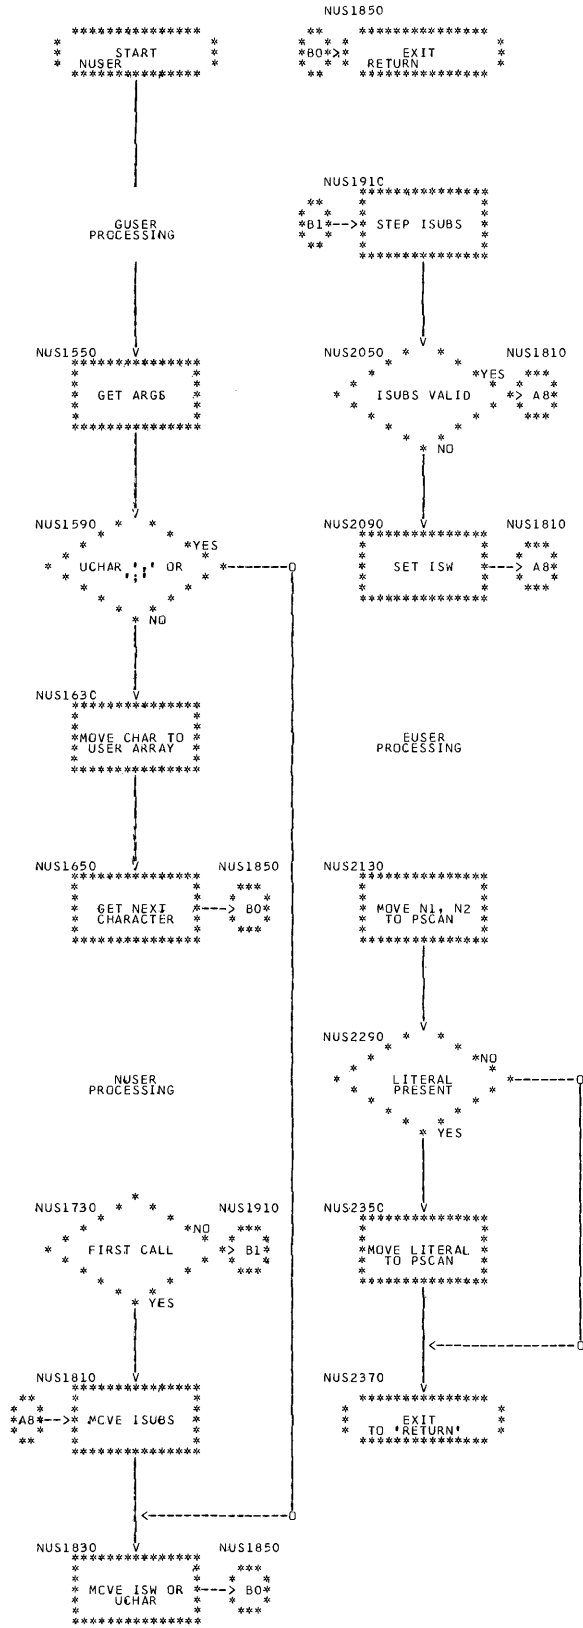 START
NUSER
GUSER
PROCESSING
NUS1550
GET ARGS
NUS1590
UCHAR ',' OR
';'
YES
NO
NUS1630
MOVE CHAR TO
USER ARRAY
NUS1650
GET NEXT
CHARACTER
NUS1850
B0
NUSER
PROCESSING
NUS1730
FIRST CALL
NO
NUS1910
B1
YES
NUS1810
A8
MOVE ISUBS
NUS1830
MOVE ISW OR
UCHAR
NUS1850
B0
NUS1850
B0
EXIT
RETURN
NUS1910
B1
STEP ISUBS
NUS2050
ISUBS VALID
YES
NUS1810
A8
NO
NUS2090
SET ISW
NUS1810
A8
EUSER
PROCESSING
NUS2130
MOVE N1, N2
TO PSCAN
NUS2290
LITERAL
PRESENT
NO
YES
NUS2350
MOVE LITERAL
TO PSCAN
NUS2370
EXIT
TO 'RETURN'